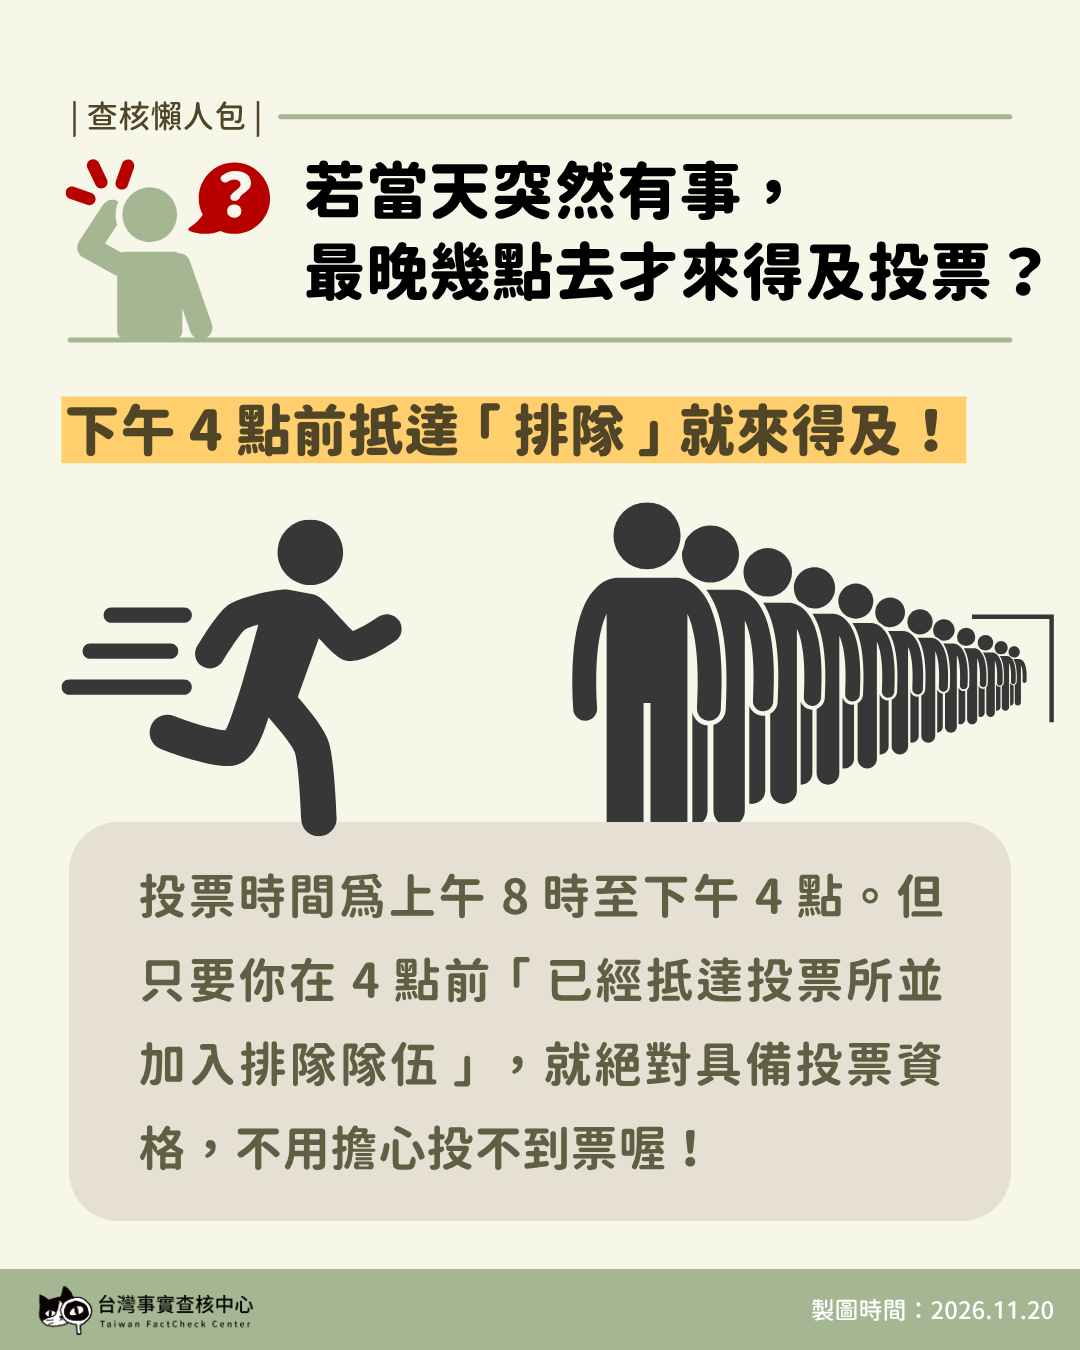 |查核懶人包|
?
若當天突然有事，
最晚幾點去才來得及投票？
下午4點前抵達「排隊」就來得及！
投票時間為上午 8 時至下午 4 點。但
只要你在 4 點前「已經抵達投票所並
加入排隊隊伍」，就絕對具備投票資
格，不用擔心投不到票喔！
台灣事實查核中心
Taiwan FactCheck Center
製圖時間：2026.11.20